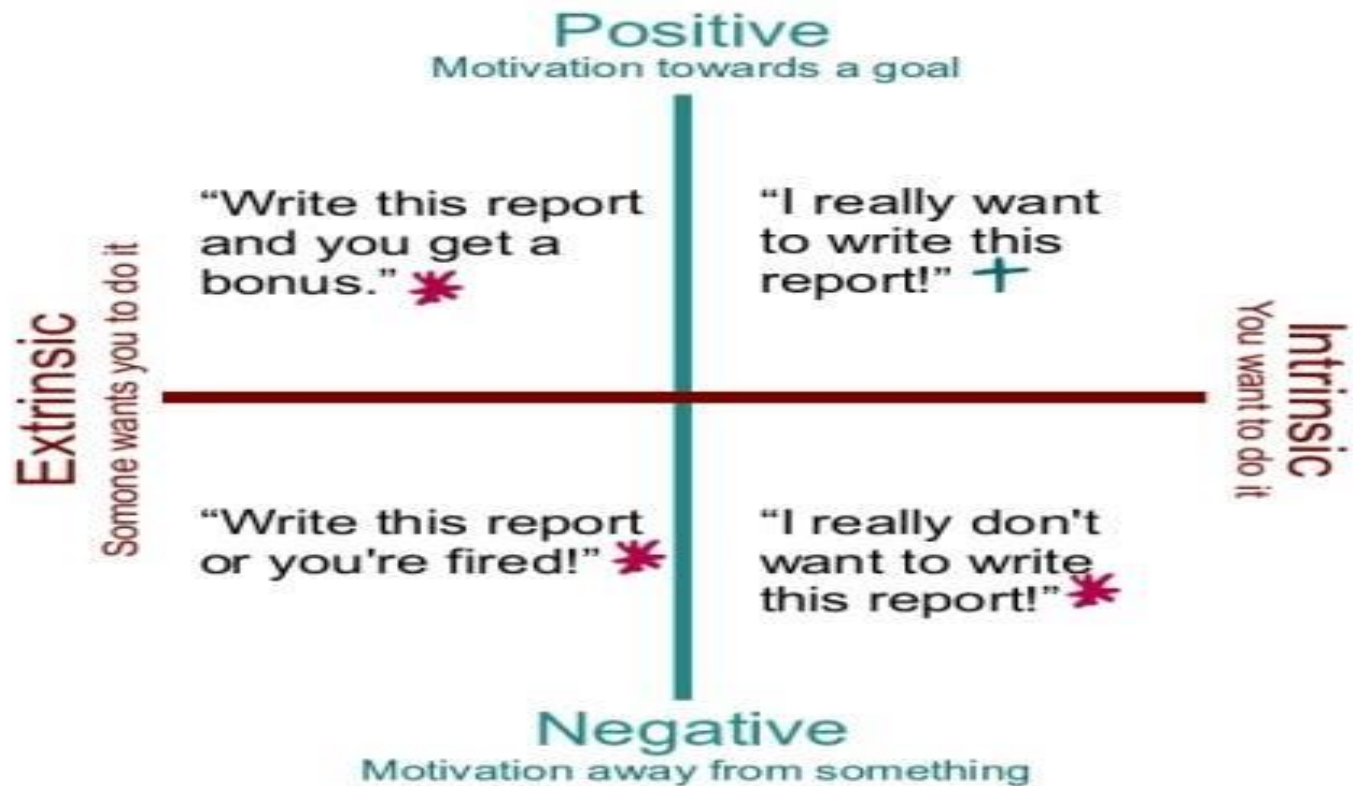 Positive
Motivation towards a goal
“Write this report
and you get a
bonus.”
“I really want
to write this
report!”
Extrinsic
Somone wants you to do it
Intrinsic
You want to do it
“Write this report
or you're fired!”
“I really don't
want to write
this report!”
Negative
Motivation away from something